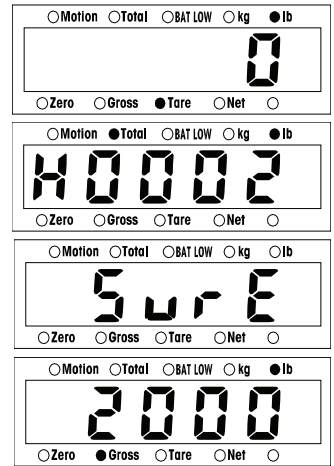 Motion Total BAT LOW kg lb
0
Zero Gross Tare Net
Motion Total BAT LOW kg lb
H0002
Zero Gross Tare Net
Motion Total BAT LOW kg lb
SurE
Zero Gross Tare Net
Motion Total BAT LOW kg lb
2000
Zero Gross Tare Net